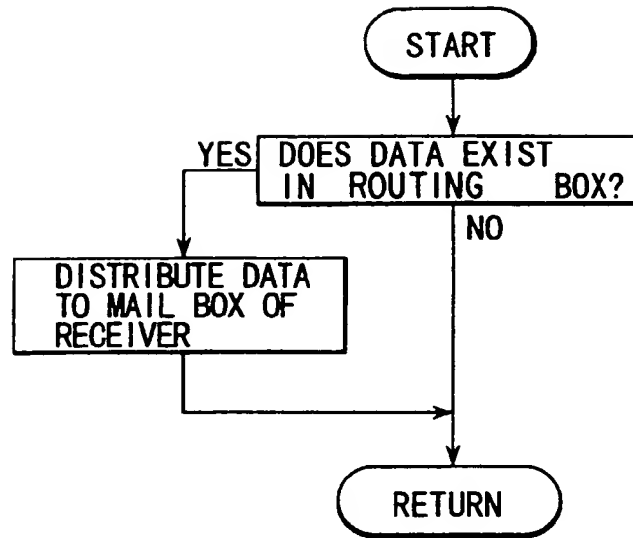 START
YES
DOES DATA EXIST
IN ROUTING BOX?
NO
DISTRIBUTE DATA
TO MAIL BOX OF
RECEIVER
RETURN